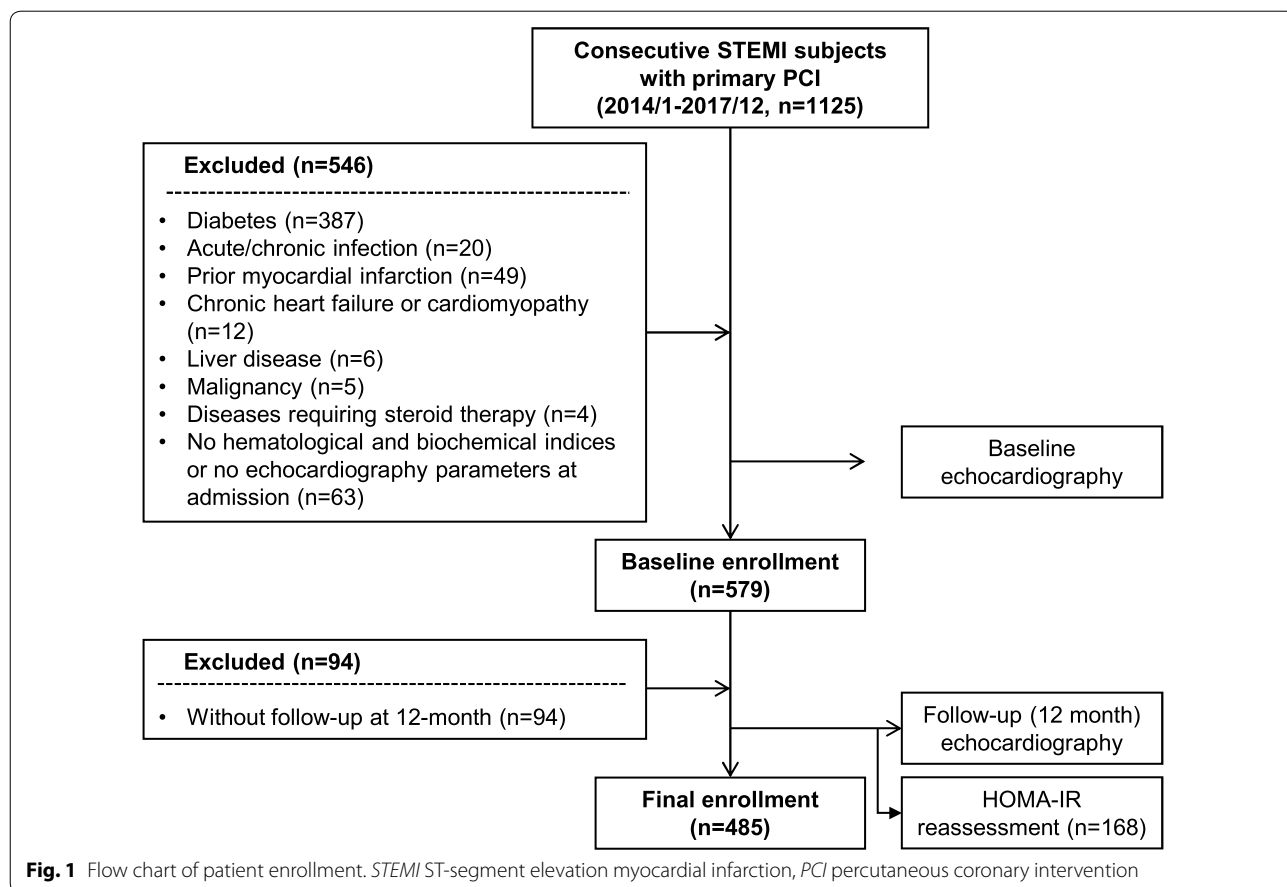 Consecutive STEMI subjects
with primary PCI
(2014/1-2017/12, n=1125)
Excluded (n=546)
• Diabetes (n=387)
• Acute/chronic infection (n=20)
• Prior myocardial infarction (n=49)
• Chronic heart failure or cardiomyopathy
(n=12)
• Liver disease (n=6)
• Malignancy (n=5)
• Diseases requiring steroid therapy (n=4)
• No hematological and biochemical indices
or no echocardiography parameters at
admission (n=63)
Baseline
echocardiography
Baseline enrollment
(n=579)
Excluded (n=94)
• Without follow-up at 12-month (n=94)
Follow-up (12 month)
echocardiography
Final enrollment
(n=485)
HOMA-IR
reassessment (n=168)
Fig. 1 Flow chart of patient enrollment. STEMI ST-segment elevation myocardial infarction, PCI percutaneous coronary intervention